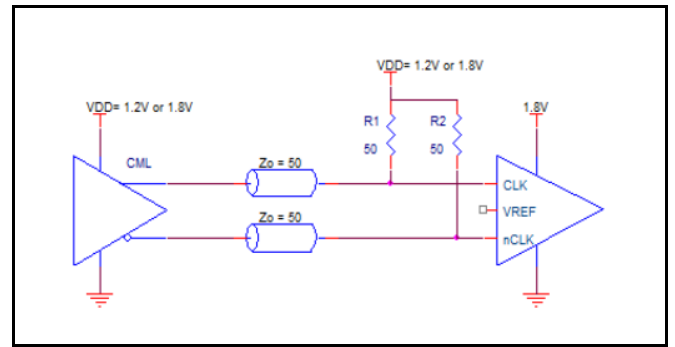 VDD= 1.2V or 1.8V
VDD= 1.2V or 1.8V
1.8V
R1
50
R2
50
CML
Zo = 50
Zo = 50
CLK
VREF
nCLK